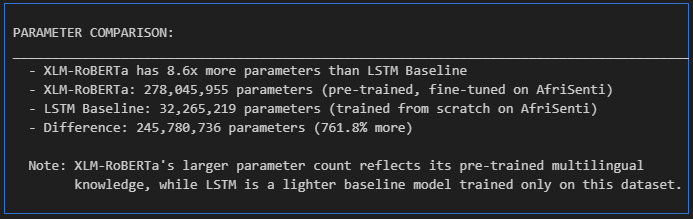 PARAMETER COMPARISON:
- XLM-RoBERTa has 8.6x more parameters than LSTM Baseline
- XLM-RoBERTa: 278,045,955 parameters (pre-trained, fine-tuned on AfriSenti)
- LSTM Baseline: 32,265,219 parameters (trained from scratch on AfriSenti)
- Difference: 245,780,736 parameters (761.8% more)
Note: XLM-RoBERTa's larger parameter count reflects its pre-trained multilingual
knowledge, while LSTM is a lighter baseline model trained only on this dataset.